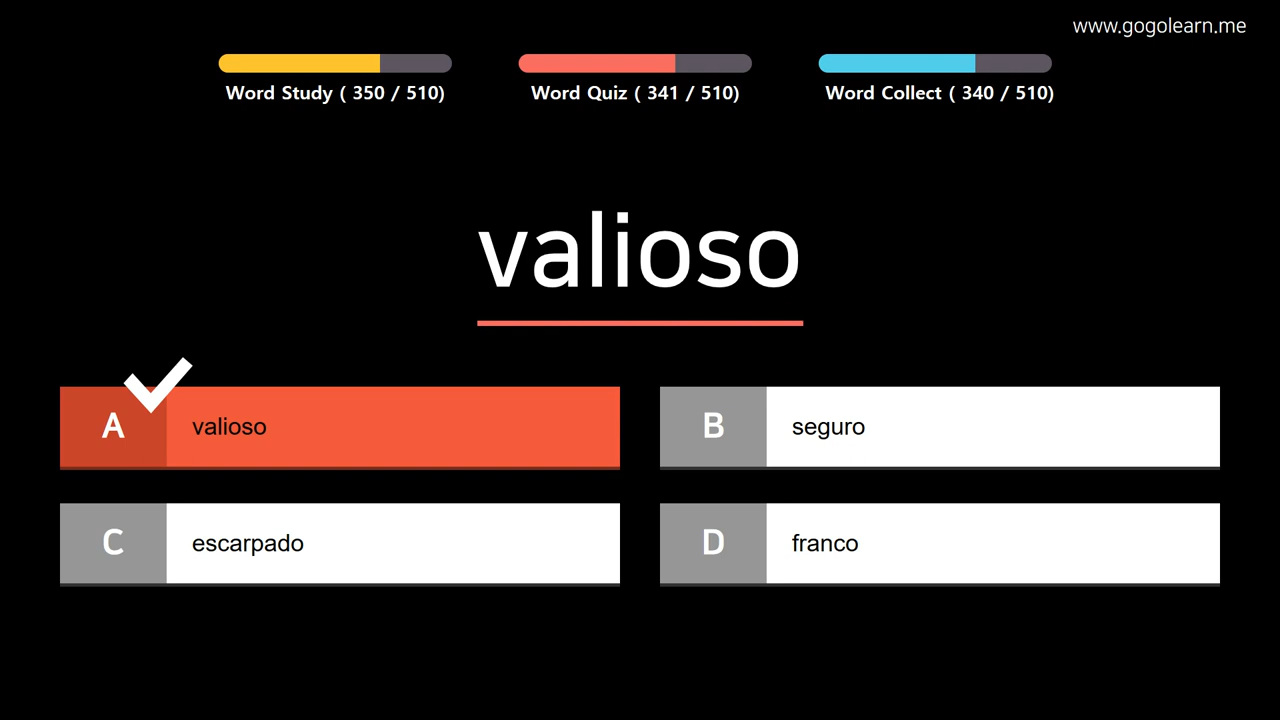 www.gogolearn.me
Word Study ( 350 / 510)
Word Quiz ( 341 / 510)
Word Collect ( 340 / 510)
valioso
A valioso
B seguro
C escarpado
D franco